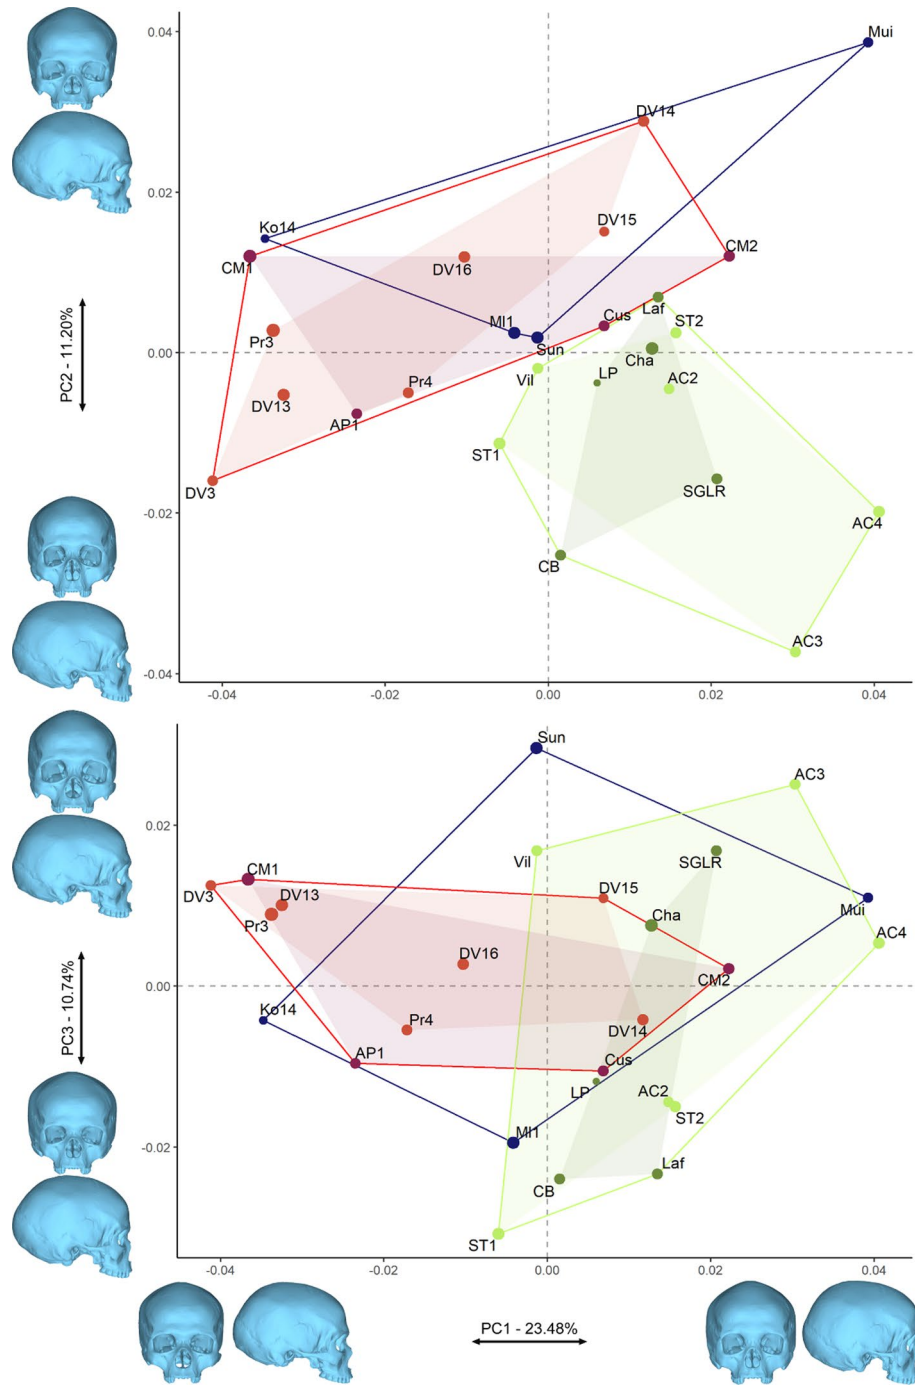 0.04
Mui
DV14
0.02
Ko14
DV15
CM1
DV16
CM2
Laf
Pr3
Ml1
Cus
ST2
Sun
Cha
0.00
PC2 - 11.20%
Vil
LP
AC2
Pr4
DV13
AP1
ST1
DV3
SGLR
-0.02
AC4
CB
AC3
-0.04
-0.04
-0.02
0.00
0.02
0.04
Sun
AC3
0.02
Vil
SGLR
CM1
DV3
DV13
DV15
Pr3
Cha
Mui
AC4
DV16
CM2
0.00
PC3 - 10.74%
Ko14
Pr4
DV14
AP1
Cus
LP
AC2
ST2
Ml1
-0.02
Laf
CB
ST1
-0.04
-0.02
0.00
0.02
0.04
PC1 - 23.48%